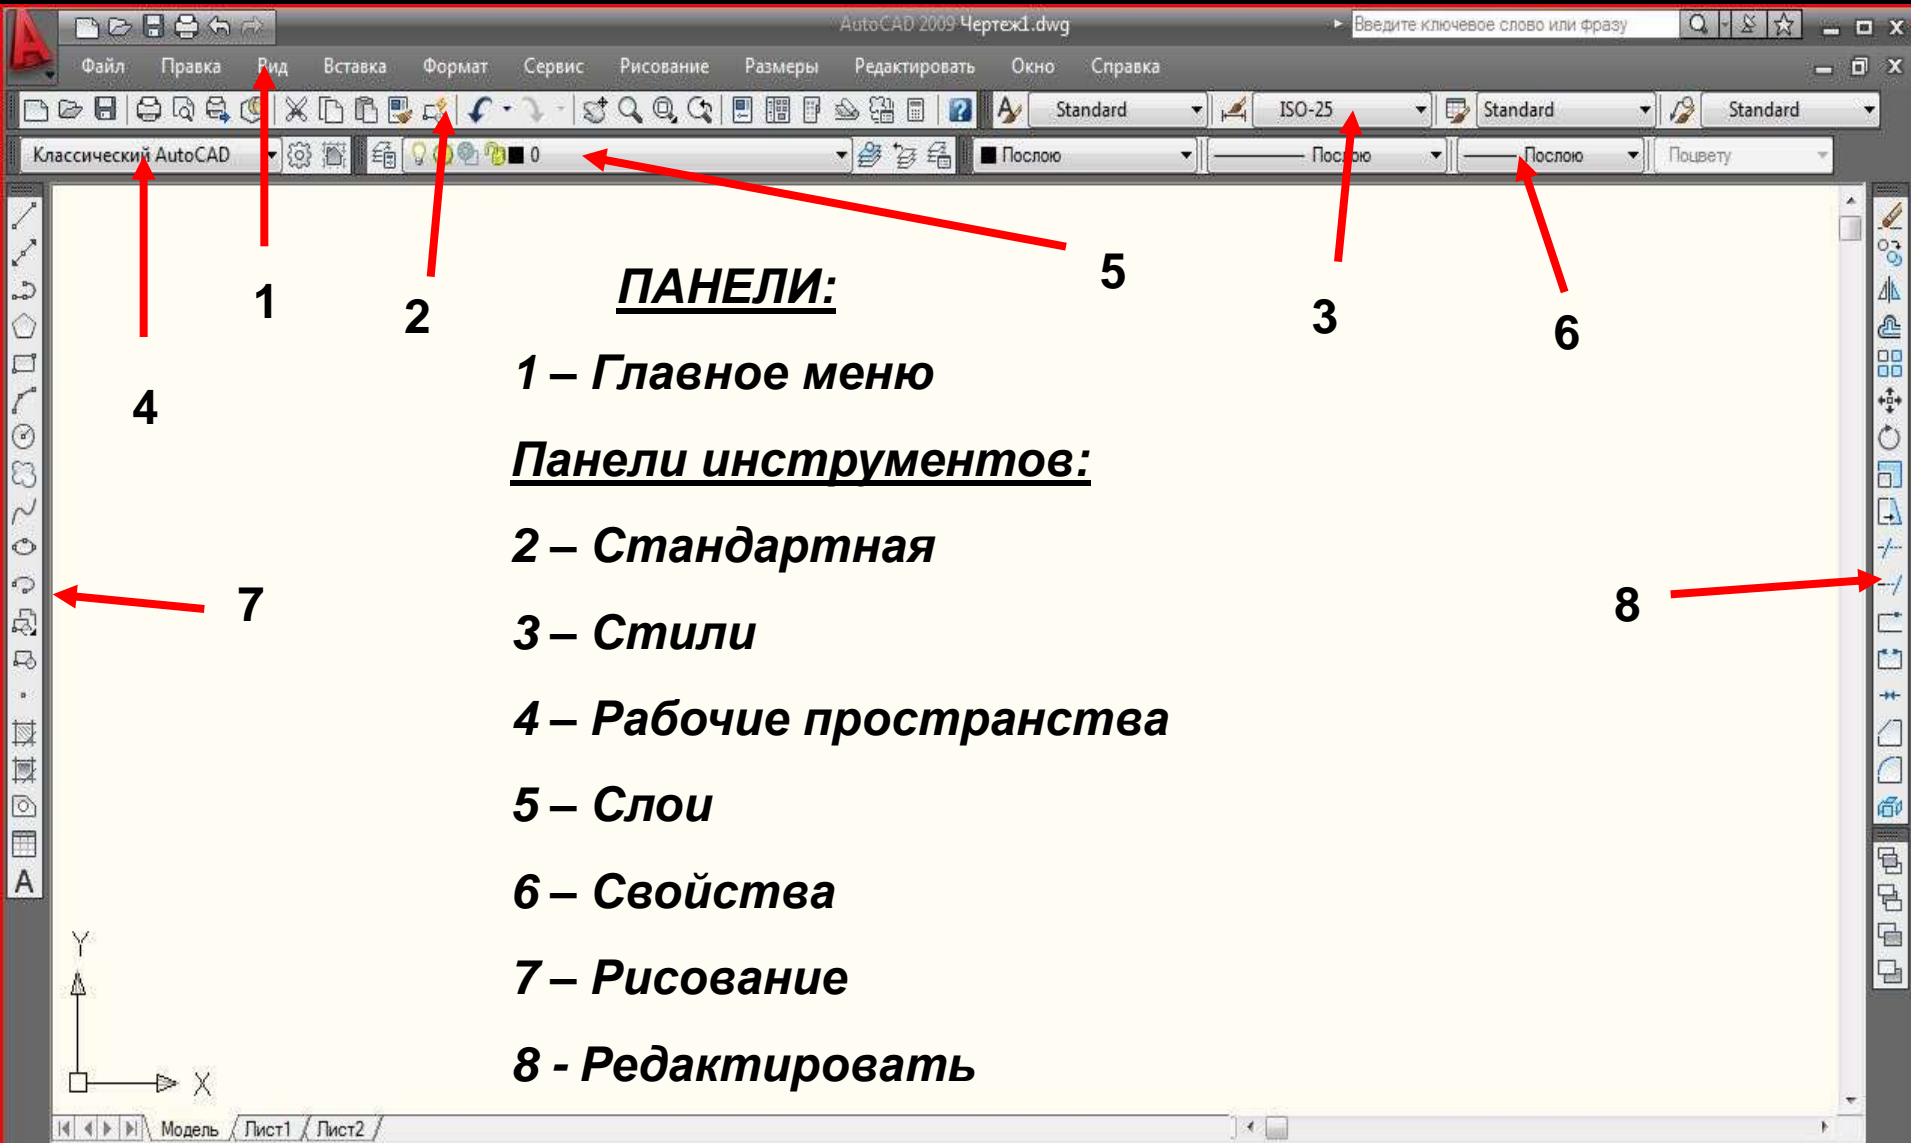 AutoCAD 2009 Чертеж1.dwg
Введите ключевое слово или фразу
Файл Правка Вид Вставка Формат Сервис Рисование Размеры Редактировать Окно Справка
Standard ISO-25 Standard Standard
Классический AutoCAD 0 Послою Послою Послою Поцвету
5
ПАНЕЛИ:
1 2 3 6
1 – Главное меню
4
Панели инструментов:
2 – Стандартная
7 8
3 – Стили
4 – Рабочие пространства
5 – Слои
6 – Свойства
7 – Рисование
8 - Редактировать
Y
X
Модель Лист1 Лист2